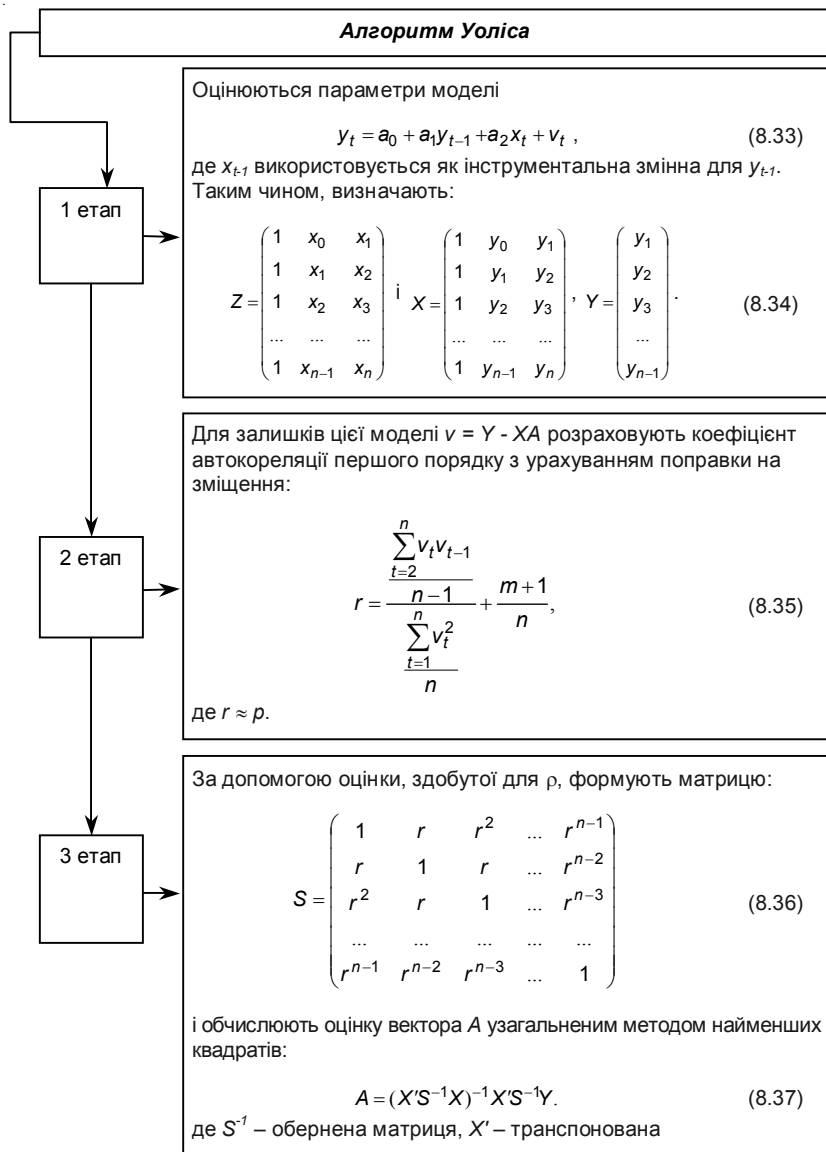 Алгоритм Уоліса
Оцінюються параметри моделі
y_t = a_0 + a_1 y_{t-1} + a_2 x_t + v_t , (8.33)
де x_{t-1} використовується як інструментальна змінна для y_{t-1}.
Таким чином, визначають:
1 етап
Z = ( 1 x_0 x_1 ; 1 x_1 x_2 ; 1 x_2 x_3 ; ... ... ... ; 1 x_{n-1} x_n ) і X = ( 1 y_0 y_1 ; 1 y_1 y_2 ; 1 y_2 y_3 ; ... ... ... ; 1 y_{n-1} y_n ) , Y = ( y_1 ; y_2 ; y_3 ; ... ; y_{n-1} ) . (8.34)
Для залишків цієї моделі v = Y - XA розраховують коефіцієнт
автокореляції першого порядку з урахуванням поправки на
зміщення:
2 етап
r = ( ∑_{t=2}^{n} v_t v_{t-1} / (n-1) ) / ( ∑_{t=1}^{n} v_t^2 / n ) + (m+1)/n, (8.35)
де r ≈ p.
За допомогою оцінки, здобутої для ρ, формують матрицю:
3 етап
S = ( 1 r r^2 ... r^{n-1} ; r 1 r ... r^{n-2} ; r^2 r 1 ... r^{n-3} ; ... ... ... ... ... ; r^{n-1} r^{n-2} r^{n-3} ... 1 ) (8.36)
і обчислюють оцінку вектора A узагальненим методом найменших
квадратів:
A = (X'S^{-1}X)^{-1}X'S^{-1}Y. (8.37)
де S^{-1} – обернена матриця, X' – транспонована